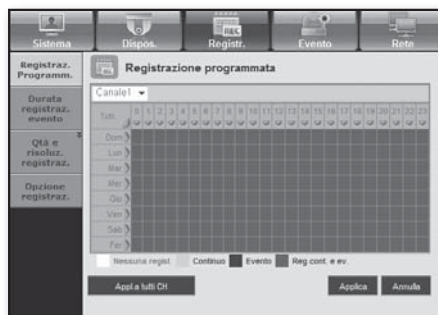 Sistema Dispos. Registr. Evento Rete
REC
Registraz. Programm.
Durata registraz. evento
Qtà e risoluz. registraz.
Opzione registraz.
Registrazione programmata
Canale1
Tutti 0 1 2 3 4 5 6 7 8 9 10 11 12 13 14 15 16 17 18 19 20 21 22 23
Dom
Lun
Mar
Mer
Gio
Ven
Sab
Fer
Nessuna regist. Continuo Evento Reg cont. e ev.
Appl.a tutti CH Applica Annulla